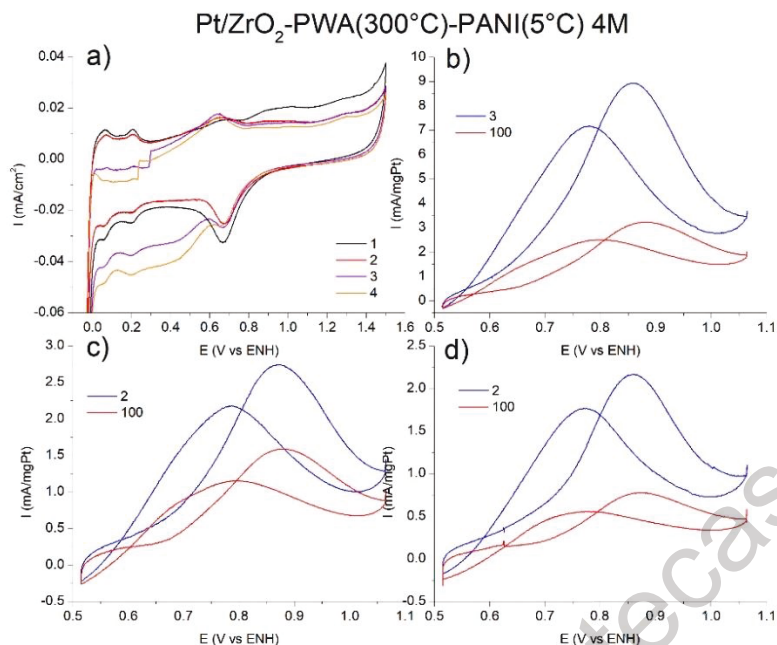 Pt/ZrO₂-PWA(300°C)-PANI(5°C) 4M
a)
0.04
0.02
0.00
-0.02
-0.04
-0.06
I (mA/cm²)
1
2
3
4
0.0 0.2 0.4 0.6 0.8 1.0 1.2 1.4 1.6
E (V vs ENH)
b)
10
9
8
7
6
5
4
3
2
1
0
I (mA/mgPt)
3
100
0.5 0.6 0.7 0.8 0.9 1.0 1.1
E (V vs ENH)
c)
3.0
2.5
2.0
1.5
1.0
0.5
0.0
-0.5
I (mA/mgPt)
2
100
0.5 0.6 0.7 0.8 0.9 1.0 1.1
E (V vs ENH)
d)
2.5
2.0
1.5
1.0
0.5
0.0
-0.5
I (mA/mgPt)
2
100
0.5 0.6 0.7 0.8 0.9 1.0 1.1
E (V vs ENH)
tecas